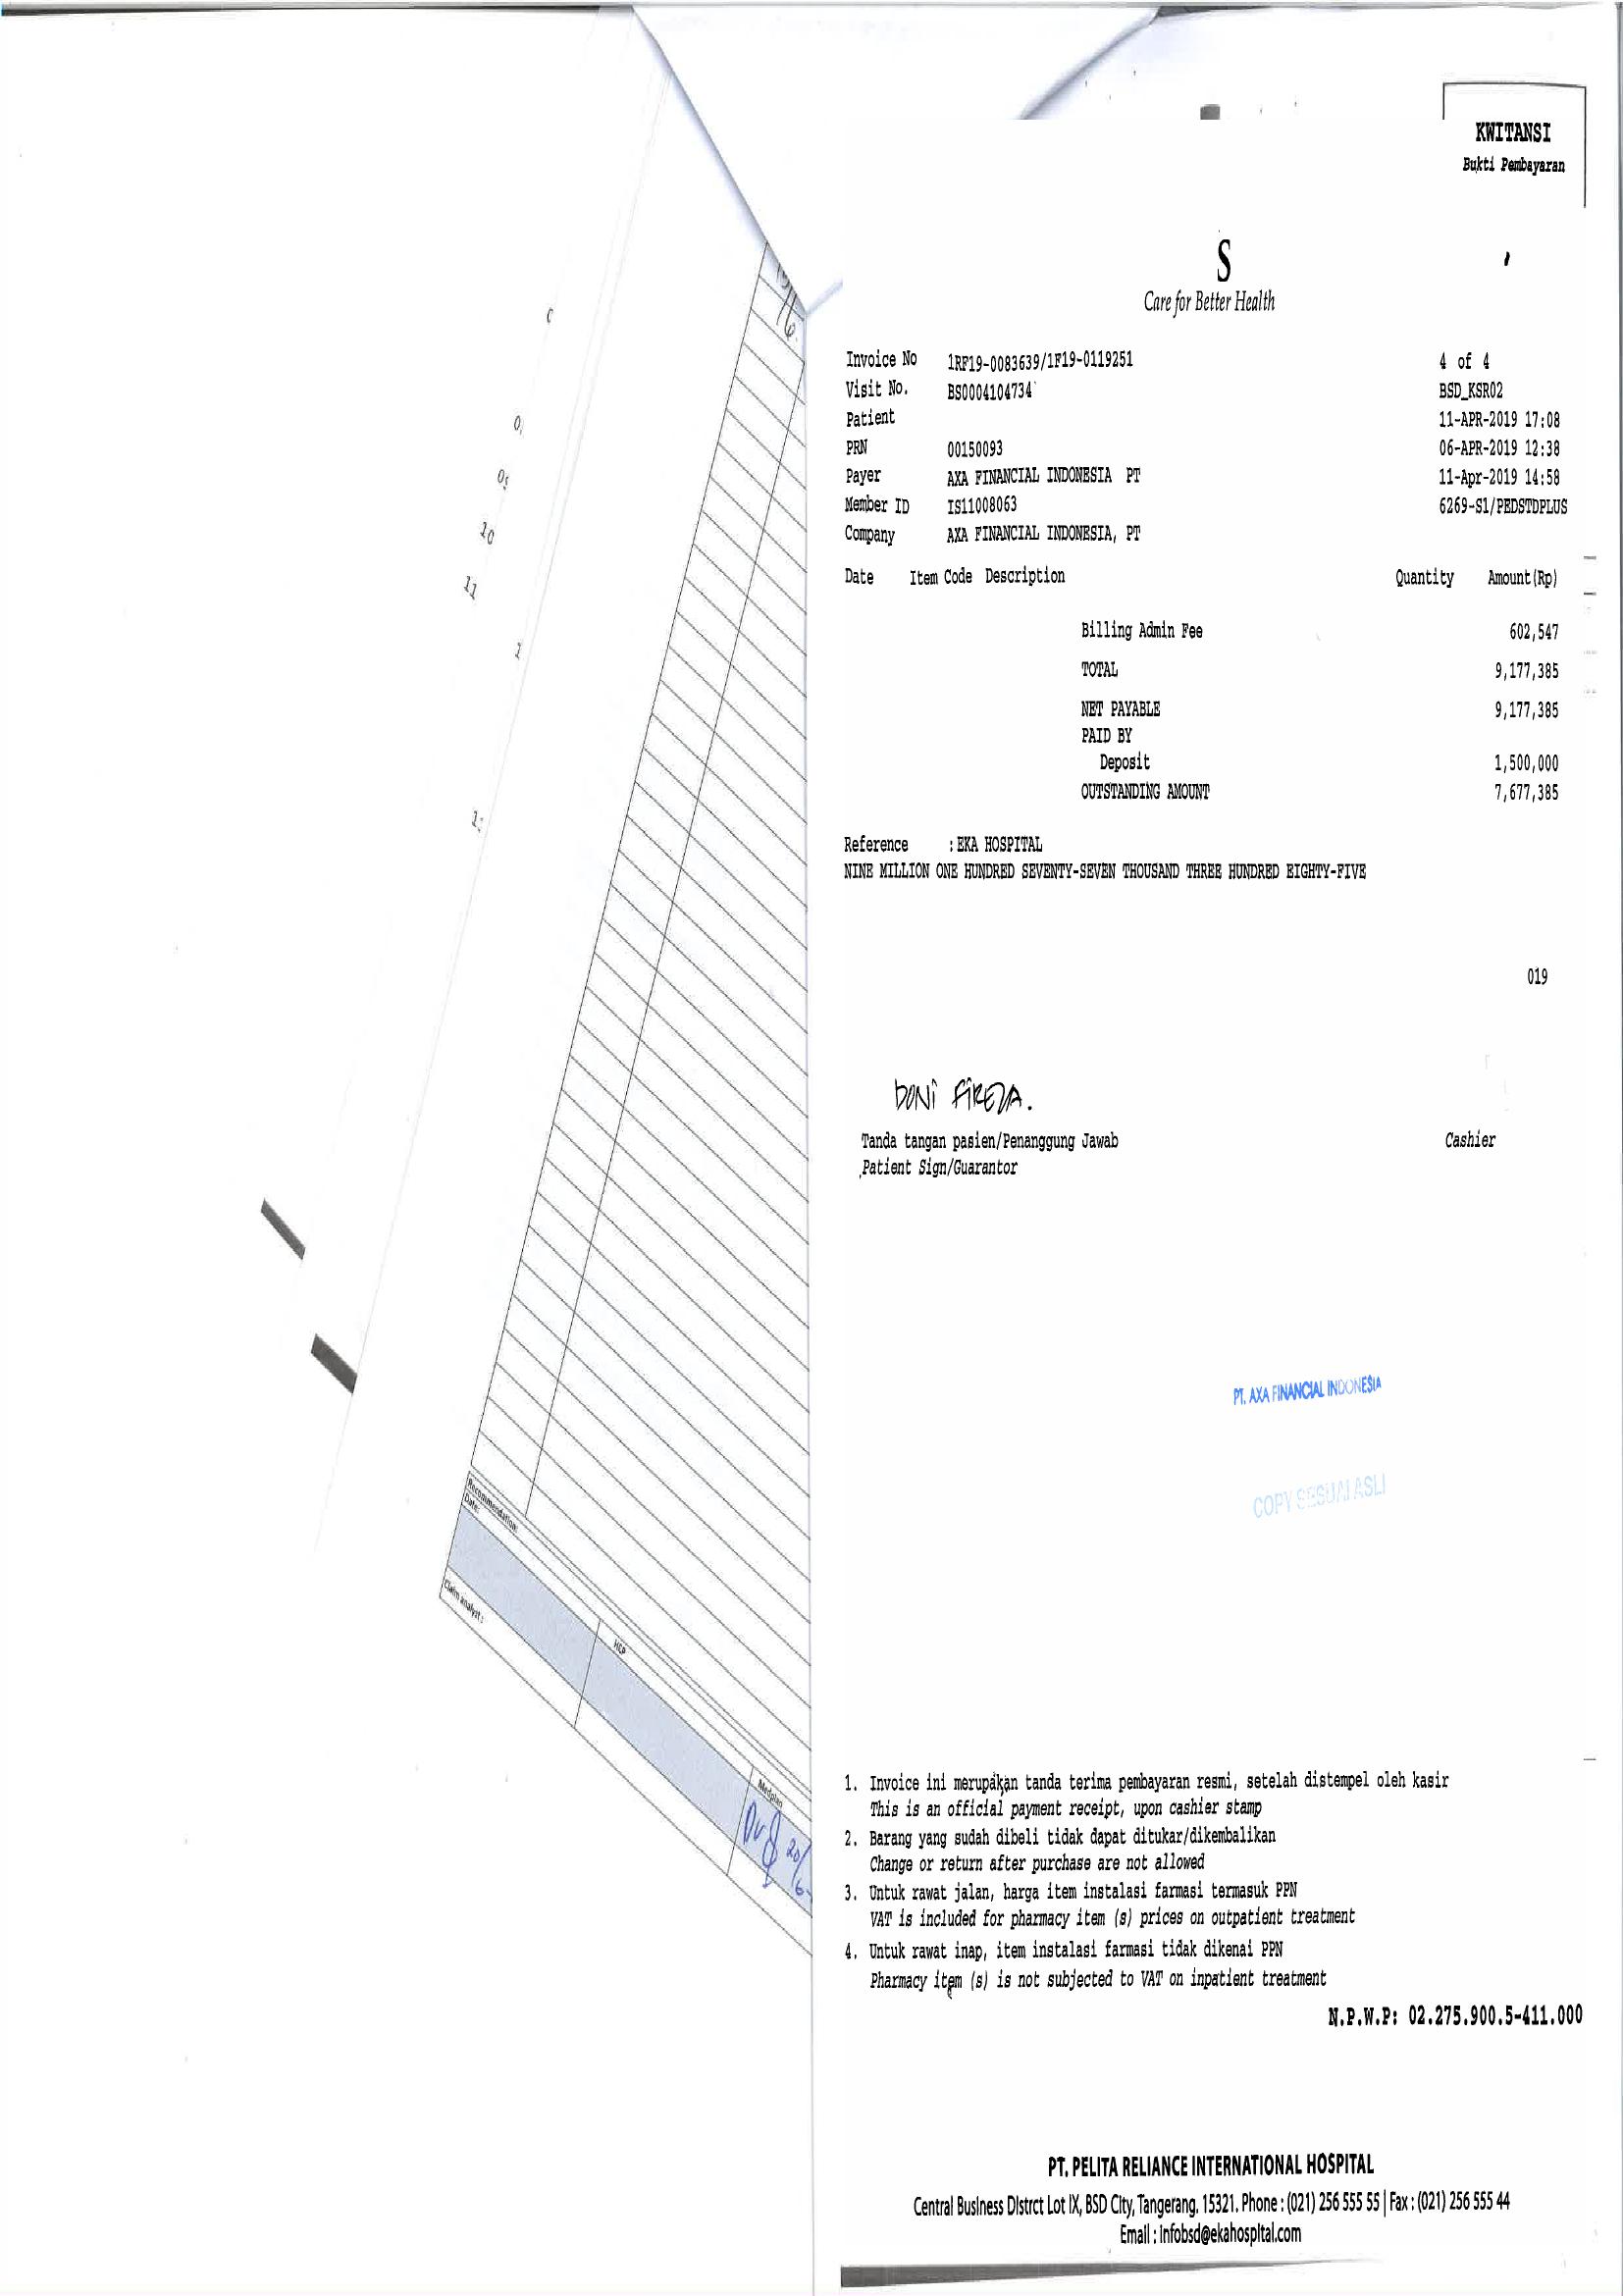 KWITANSI
Bukti Pembayaran
S
Care for Better Health
Invoice No 1RF19-0083639/1F19-0119251 4 of 4
Visit No. BS0004104734 BSD_KSR02
Patient 11-APR-2019 17:08
PRN 00150093 06-APR-2019 12:38
Payer AXA FINANCIAL INDONESIA PT 11-Apr-2019 14:58
Member ID IS11008063 6269-S1/PEDSTDPLUS
Company AXA FINANCIAL INDONESIA, PT
Date Item Code Description Quantity Amount(Rp)
Billing Admin Fee 602,547
TOTAL 9,177,385
NET PAYABLE 9,177,385
PAID BY
Deposit 1,500,000
OUTSTANDING AMOUNT 7,677,385
Reference : EKA HOSPITAL
NINE MILLION ONE HUNDRED SEVENTY-SEVEN THOUSAND THREE HUNDRED EIGHTY-FIVE
019
DONI FIREZA.
Tanda tangan pasien/Penanggung Jawab Cashier
Patient Sign/Guarantor
PT. AXA FINANCIAL INDONESIA
COPY SESUAI ASLI
1. Invoice ini merupakan tanda terima pembayaran resmi, setelah distempel oleh kasir
This is an official payment receipt, upon cashier stamp
2. Barang yang sudah dibeli tidak dapat ditukar/dikembalikan
Change or return after purchase are not allowed
3. Untuk rawat jalan, harga item instalasi farmasi termasuk PPN
VAT is included for pharmacy item (s) prices on outpatient treatment
4. Untuk rawat inap, item instalasi farmasi tidak dikenai PPN
Pharmacy item (s) is not subjected to VAT on inpatient treatment
N.P.W.P: 02.275.900.5-411.000
PT. PELITA RELIANCE INTERNATIONAL HOSPITAL
Central Business Distrct Lot IX, BSD City, Tangerang. 15321. Phone : (021) 256 555 55 | Fax : (021) 256 555 44
Email : infobsd@ekahospital.com
10
11
1
Recommendation:
Date:
Claim analyst :
HCP
Medplan
20/6